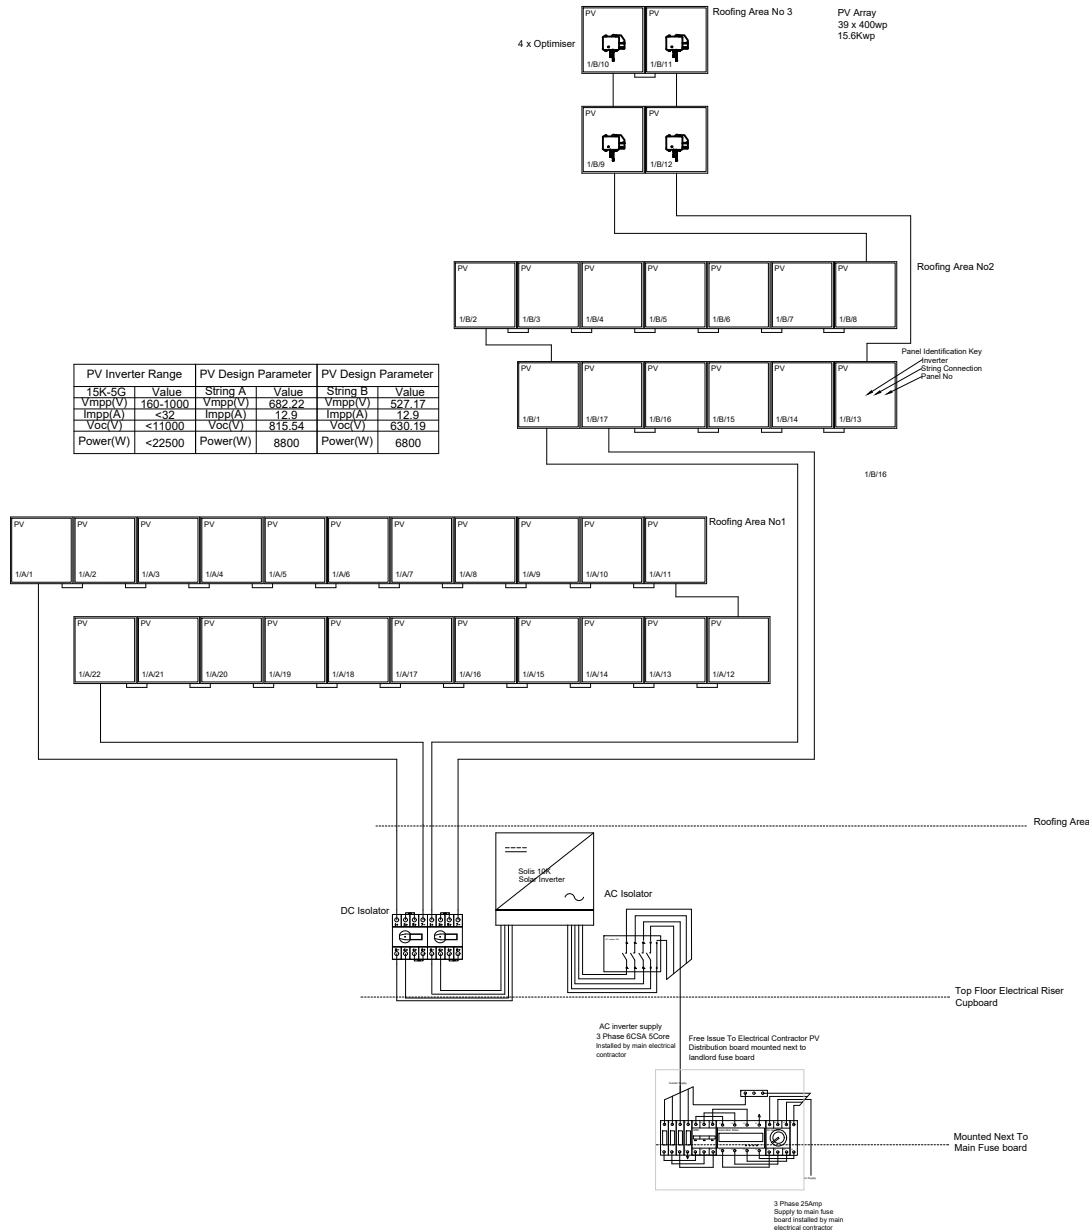 Roofing Area No 3
PV Array
39 x 400wp
15.6Kwp
4 x Optimiser
PV PV
1/B/10 1/B/11
PV PV
1/B/9 1/B/12
Roofing Area No2
PV PV PV PV PV PV PV
1/B/2 1/B/3 1/B/4 1/B/5 1/B/6 1/B/7 1/B/8
Panel Identification Key
Inverter
String Connection
Panel No
PV PV PV PV PV PV
1/B/1 1/B/17 1/B/16 1/B/15 1/B/14 1/B/13
PV Inverter Range PV Design Parameter PV Design Parameter
15K-5G Value String A Value String B Value
Vmpp(V) 160-1000 Vmpp(V) 682.22 Vmpp(V) 527.17
Impp(A) <32 Impp(A) 12.9 Impp(A) 12.9
Voc(V) <11000 Voc(V) 815.54 Voc(V) 630.19
Power(W) <22500 Power(W) 8800 Power(W) 6800
1/B/16
Roofing Area No1
PV PV PV PV PV PV PV PV PV PV PV
1/A/1 1/A/2 1/A/3 1/A/4 1/A/5 1/A/6 1/A/7 1/A/8 1/A/9 1/A/10 1/A/11
PV PV PV PV PV PV PV PV PV PV PV
1/A/22 1/A/21 1/A/20 1/A/19 1/A/18 1/A/17 1/A/16 1/A/15 1/A/14 1/A/13 1/A/12
Roofing Area
Solis 10K
Solar Inverter
AC Isolator
DC Isolator
Top Floor Electrical Riser
Cupboard
AC inverter supply
3 Phase 6CSA 5Core
Installed by main electrical
contractor
Free Issue To Electrical Contractor PV
Distribution board mounted next to
landlord fuse board
Mounted Next To
Main Fuse board
3 Phase 25Amp
Supply to main fuse
board installed by main
electrical contractor